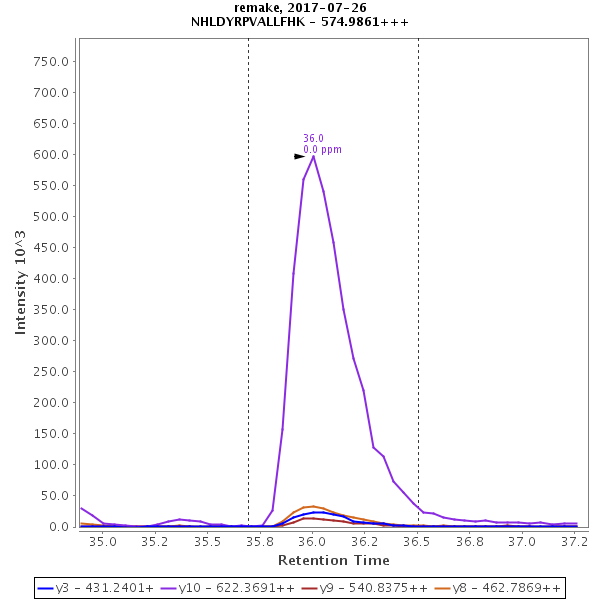 remake, 2017-07-26
NHLDYRPVALLFHK - 574.9861+++
750.0
700.0
650.0
600.0
550.0
500.0
450.0
400.0
350.0
300.0
250.0
200.0
150.0
100.0
50.0
0.0
Intensity 10^3
36.0
0.0 ppm
35.0 35.2 35.5 35.8 36.0 36.2 36.5 36.8 37.0 37.2
Retention Time
y3 - 431.2401+ y10 - 622.3691++ y9 - 540.8375++ y8 - 462.7869++